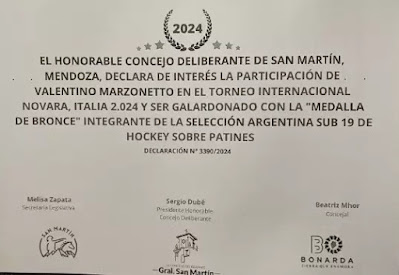 2024
EL HONORABLE CONCEJO DELIBERANTE DE SAN MARTÍN,
MENDOZA, DECLARA DE INTERÉS LA PARTICIPACIÓN DE
VALENTINO MARZONETTO EN EL TORNEO INTERNACIONAL
NOVARA, ITALIA 2.024 Y SER GALARDONADO CON LA "MEDALLA
DE BRONCE" INTEGRANTE DE LA SELECCIÓN ARGENTINA SUB 19 DE
HOCKEY SOBRE PATINES
DECLARACIÓN N° 3390/2024
Melisa Zapata
Secretaria Legislativa
Sergio Dubé
Presidente Honorable
Concejo Deliberante
Beatriz Mhor
Concejal
SAN MARTÍN
Gral. San Martín
BONARDA